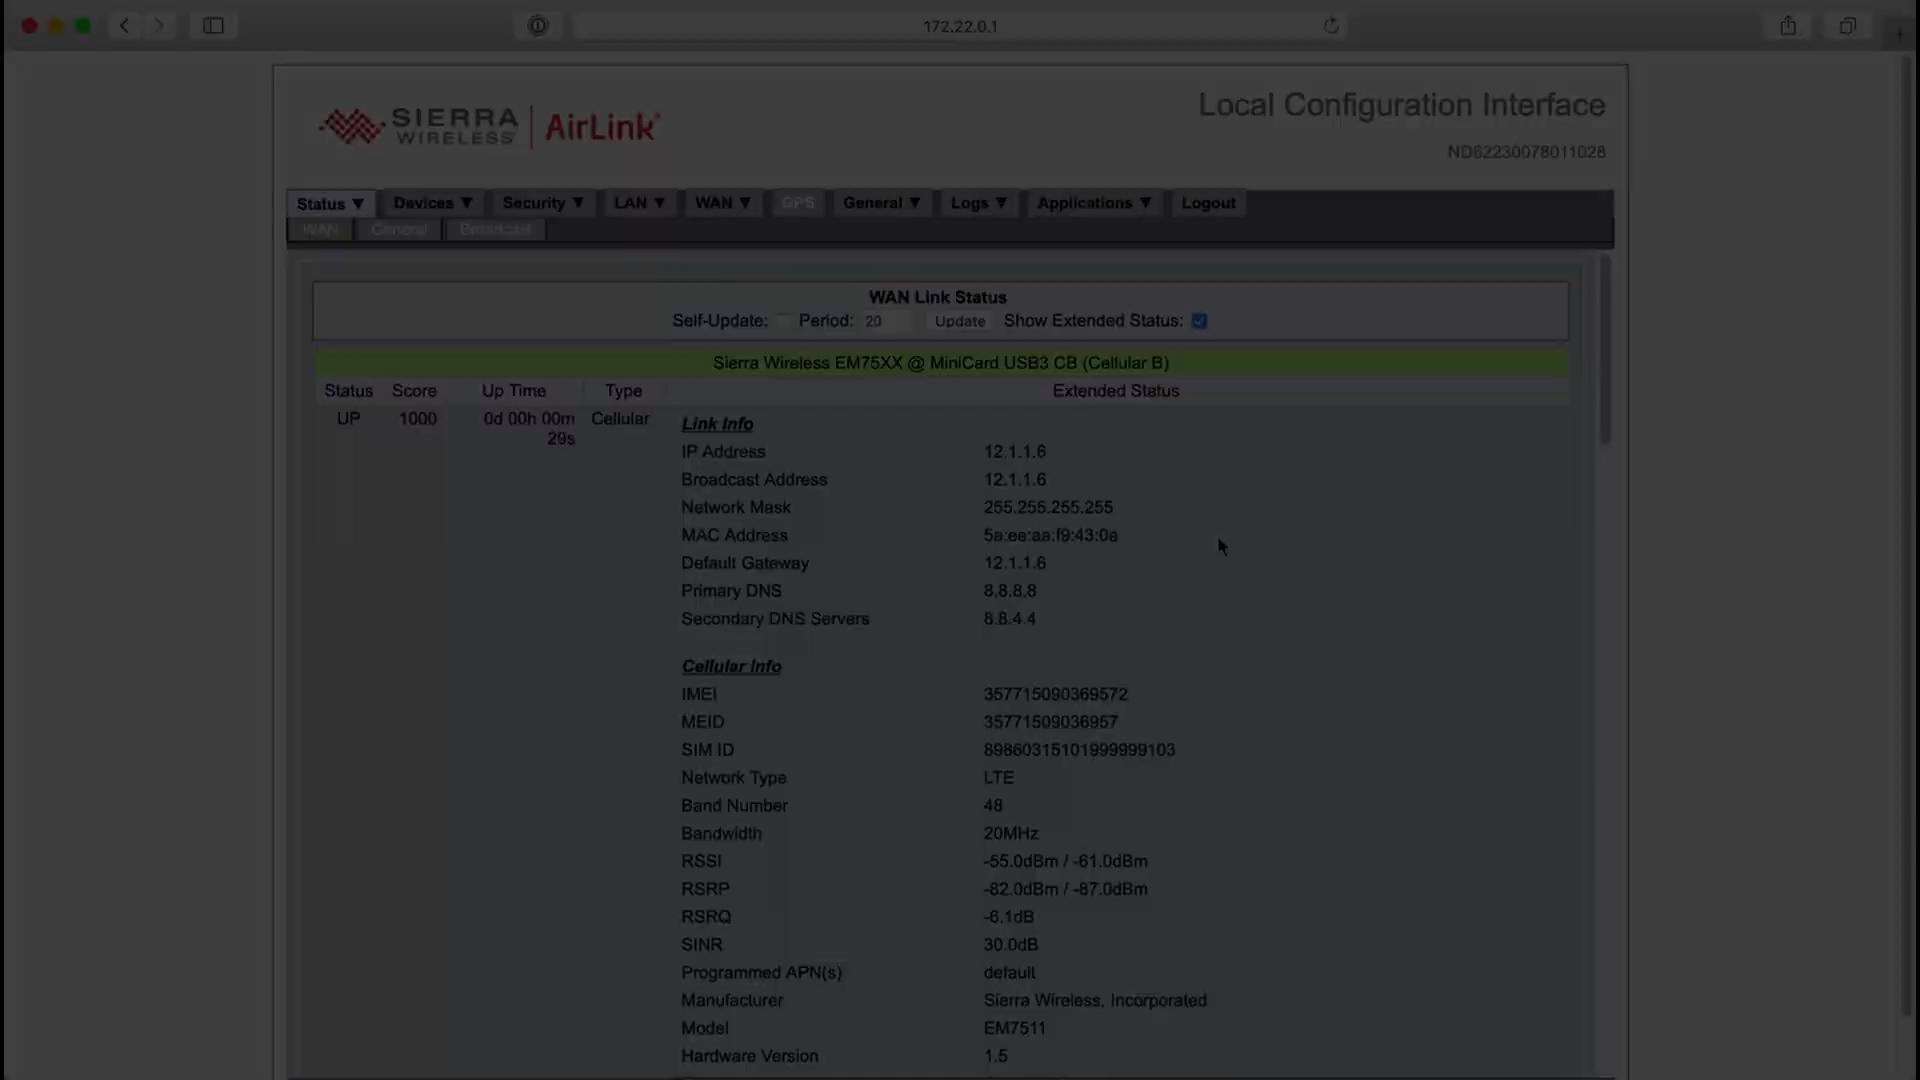 172.22.0.1
SIERRA WIRELESS | AirLink
Local Configuration Interface
ND62230078011028
Status ▼ Devices ▼ Security ▼ LAN ▼ WAN ▼ GPS General ▼ Logs ▼ Applications ▼ Logout
WAN General Broadcast
WAN Link Status
Self-Update: Period: 20 Update Show Extended Status:
Sierra Wireless EM75XX @ MiniCard USB3 CB (Cellular B)
Status Score Up Time Type Extended Status
UP 1000 0d 00h 00m 29s Cellular
Link Info
IP Address 12.1.1.6
Broadcast Address 12.1.1.6
Network Mask 255.255.255.255
MAC Address 5a:ee:aa:f9:43:0a
Default Gateway 12.1.1.6
Primary DNS 8.8.8.8
Secondary DNS Servers 8.8.4.4
Cellular Info
IMEI 357715090369572
MEID 35771509036957
SIM ID 89860315101999999103
Network Type LTE
Band Number 48
Bandwidth 20MHz
RSSI -55.0dBm / -61.0dBm
RSRP -82.0dBm / -87.0dBm
RSRQ -6.1dB
SINR 30.0dB
Programmed APN(s) default
Manufacturer Sierra Wireless, Incorporated
Model EM7511
Hardware Version 1.5